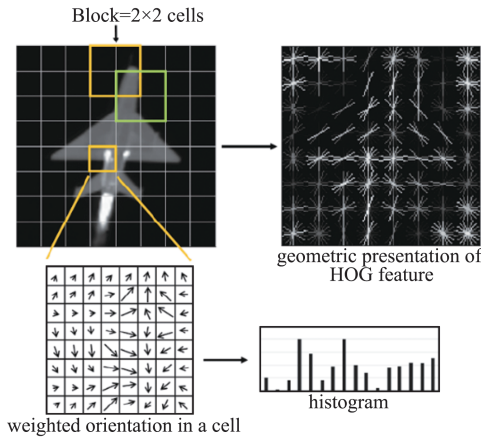 Block=2×2 cells
geometric presentation of
HOG feature
weighted orientation in a cell
histogram